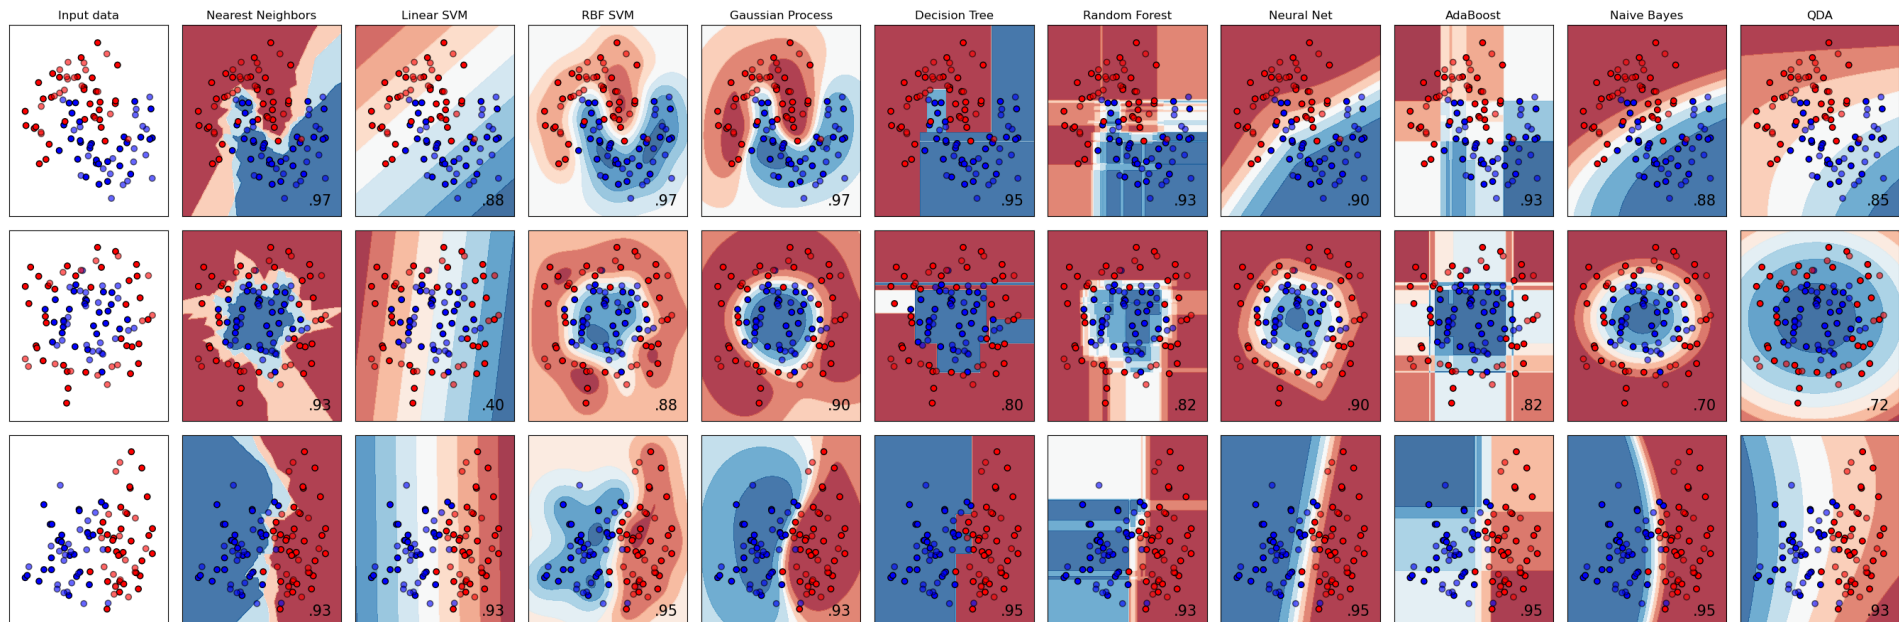 Input data Nearest Neighbors Linear SVM RBF SVM Gaussian Process Decision Tree Random Forest Neural Net AdaBoost Naive Bayes QDA
.97 .88 .97 .97 .95 .93 .90 .93 .88 .85
.93 .40 .88 .90 .80 .82 .90 .82 .70 .72
.93 .93 .95 .93 .95 .93 .95 .95 .95 .93